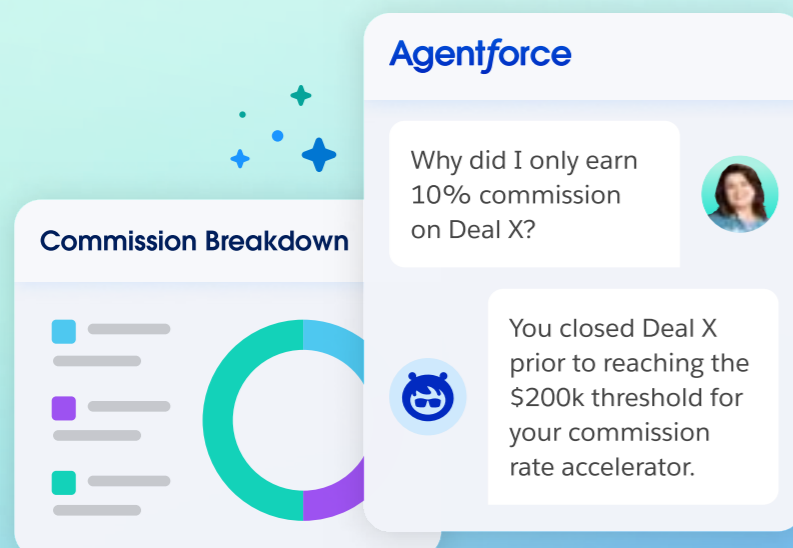 Agentforce
Why did I only earn
10% commission
on Deal X?
Commission Breakdown
You closed Deal X
prior to reaching the
$200k threshold for
your commission
rate accelerator.